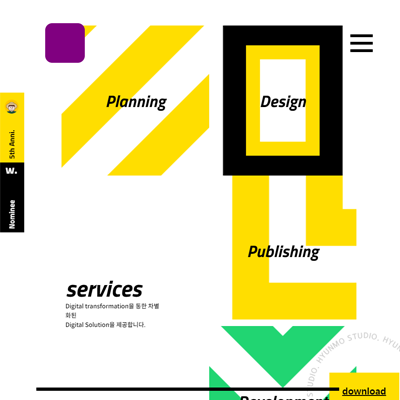 Planning
Design
5th Anni.
W.
Nominee
Publishing
services
Digital transformation을 통한 차별
화된
Digital Solution을 제공합니다.
STUDIO. HYUNMO STUDIO. HYU
Development
download